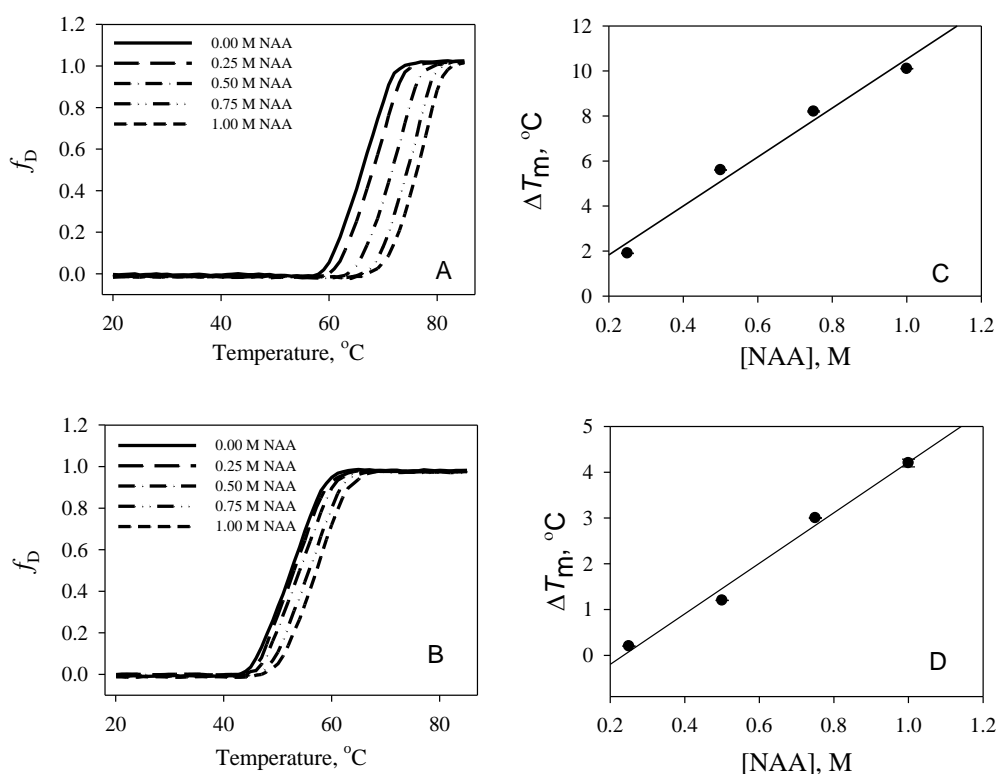 1.2
1.0
0.8
0.6
0.4
0.2
0.0
f_D
0.00 M NAA
0.25 M NAA
0.50 M NAA
0.75 M NAA
1.00 M NAA
A
20 40 60 80
Temperature, °C
12
10
8
6
4
2
0
ΔTm, °C
C
0.2 0.4 0.6 0.8 1.0 1.2
[NAA], M
1.2
1.0
0.8
0.6
0.4
0.2
0.0
f_D
0.00 M NAA
0.25 M NAA
0.50 M NAA
0.75 M NAA
1.00 M NAA
B
20 40 60 80
Temperature, °C
5
4
3
2
1
0
ΔTm, °C
D
0.2 0.4 0.6 0.8 1.0 1.2
[NAA], M